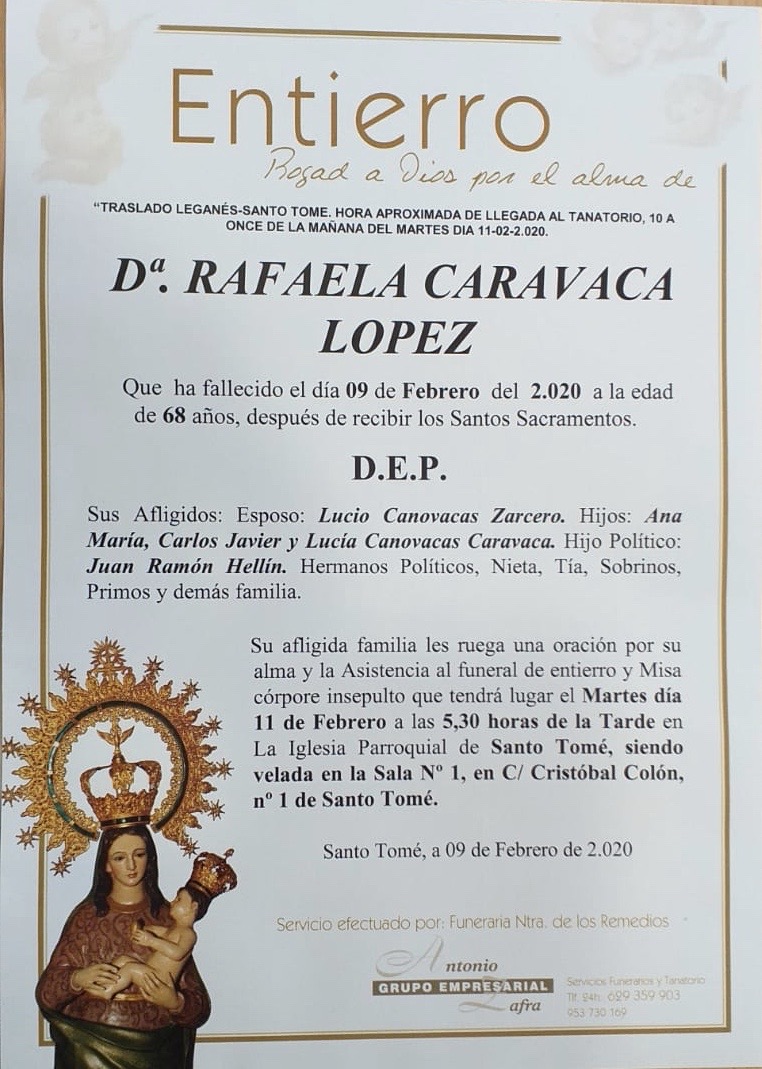 Entierro
Rogad a Dios por el alma de
“TRASLADO LEGANÉS-SANTO TOME. HORA APROXIMADA DE LLEGADA AL TANATORIO, 10 A
ONCE DE LA MAÑANA DEL MARTES DIA 11-02-2.020.
Dª. RAFAELA CARAVACA
LOPEZ
Que ha fallecido el día 09 de Febrero del 2.020 a la edad
de 68 años, después de recibir los Santos Sacramentos.
D.E.P.
Sus Afligidos: Esposo: Lucio Canovacas Zarcero. Hijos: Ana
María, Carlos Javier y Lucía Canovacas Caravaca. Hijo Político:
Juan Ramón Hellín. Hermanos Políticos, Nieta, Tía, Sobrinos,
Primos y demás familia.
Su afligida familia les ruega una oración por su
alma y la Asistencia al funeral de entierro y Misa
córpore insepulto que tendrá lugar el Martes día
11 de Febrero a las 5,30 horas de la Tarde en
La Iglesia Parroquial de Santo Tomé, siendo
velada en la Sala Nº 1, en C/ Cristóbal Colón,
nº 1 de Santo Tomé.
Santo Tomé, a 09 de Febrero de 2.020
Servicio efectuado por: Funeraria Ntra. de los Remedios
Antonio
GRUPO EMPRESARIAL
Zafra
Servicios Funerarios y Tanatorio
Tlf. 24h. 629 359 903
953 730 169